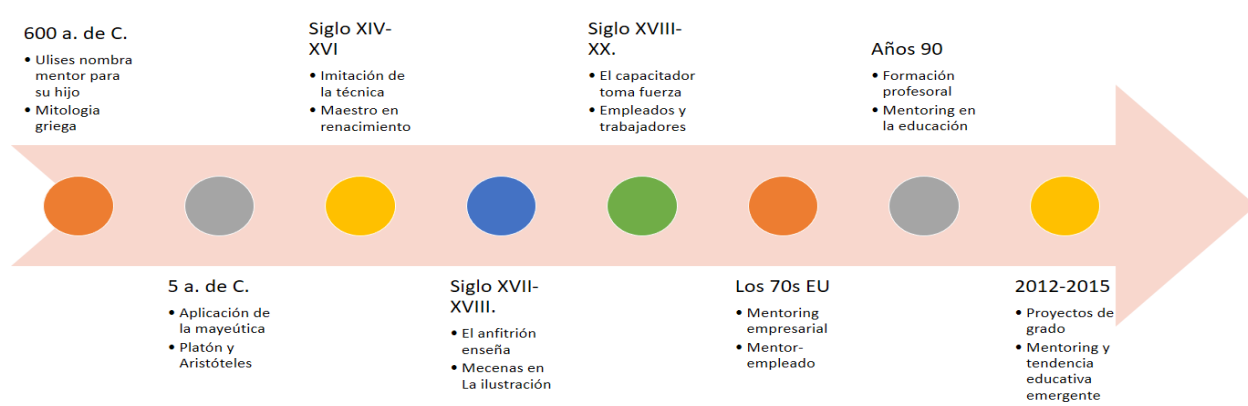 600 a. de C.
• Ulises nombra
mentor para
su hijo
• Mitologia
griega
5 a. de C.
• Aplicación de
la mayeútica
• Platón y
Aristóteles
Siglo XIV-
XVI
• Imitación de
la técnica
• Maestro en
renacimiento
Siglo XVII-
XVIII.
• El anfitrión
enseña
• Mecenas en
La ilustración
Siglo XVIII-
XX.
• El capacitador
toma fuerza
• Empleados y
trabajadores
Los 70s EU
• Mentoring
empresarial
• Mentor-
empleado
Años 90
• Formación
profesoral
• Mentoring en
la educación
2012-2015
• Proyectos de
grado
• Mentoring y
tendencia
educativa
emergente